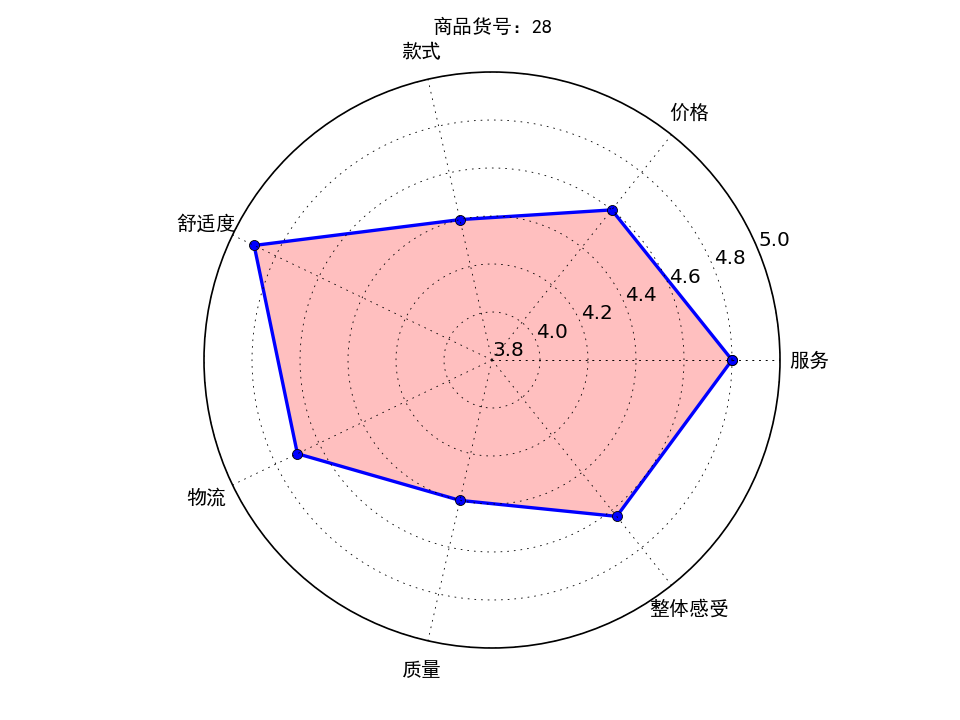 商品货号：28
款式
价格
舒适度
5.0
4.8
4.6
4.4
4.2
4.0
3.8
服务
物流
整体感受
质量